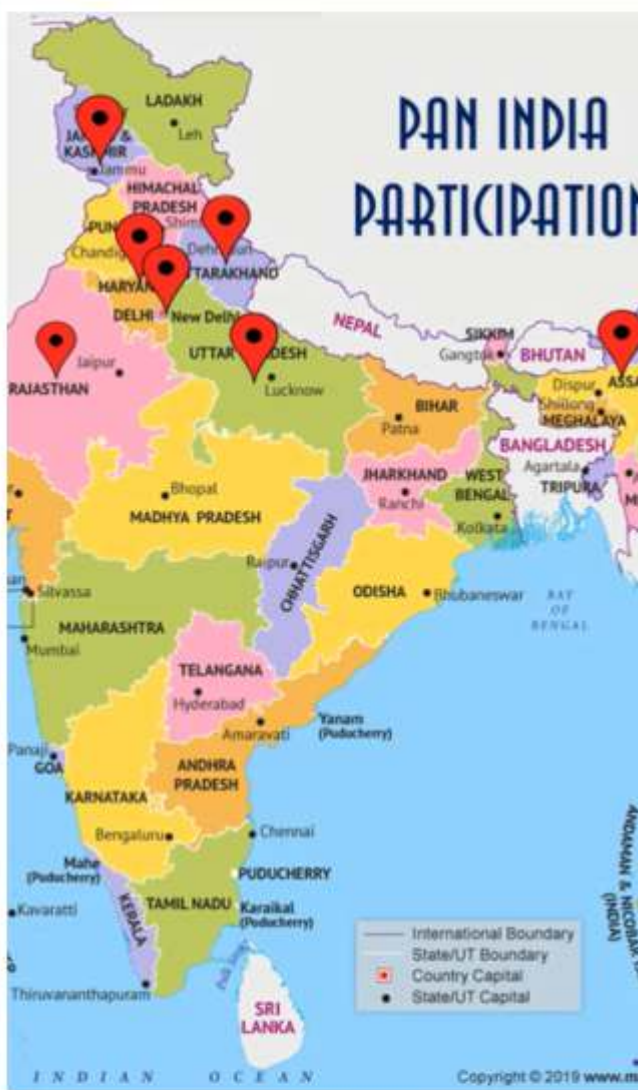 PAN INDIA
PARTICIPATION
LADAKH
Leh
&
KASHMIR
Jammu
HIMACHAL
PRADESH
NEPAL
SIKKIM
Gangtok
BHUTAN
DELHI
New Delhi
Jaipur
RAJASTHAN
Lucknow
BIHAR
Patna
Dispur
Shillong
MEGHALAYA
BANGLADESH
Agartala
TRIPURA
JHARKHAND
Ranchi
WEST
BENGAL
Kolkata
Bhopal
MADHYA PRADESH
Raipur
CHHATTISGARH
ODISHA
Bhubaneswar
BAY
OF
BENGAL
Silvassa
MAHARASHTRA
Mumbai
TELANGANA
Hyderabad
Amaravati
Yanam
(Puducherry)
Panaji
GOA
ANDHRA
PRADESH
KARNATAKA
Bengaluru
Chennai
Mahe
(Puducherry)
PUDUCHERRY
KERALA
TAMIL NADU
Karaikal
(Puducherry)
Kavaratti
Thiruvananthapuram
SRI
LANKA
ANDAMAN & NICOBAR
(INDIA)
International Boundary
State/UT Boundary
Country Capital
State/UT Capital
INDIAN OCEAN
Copyright © 2019 www.m